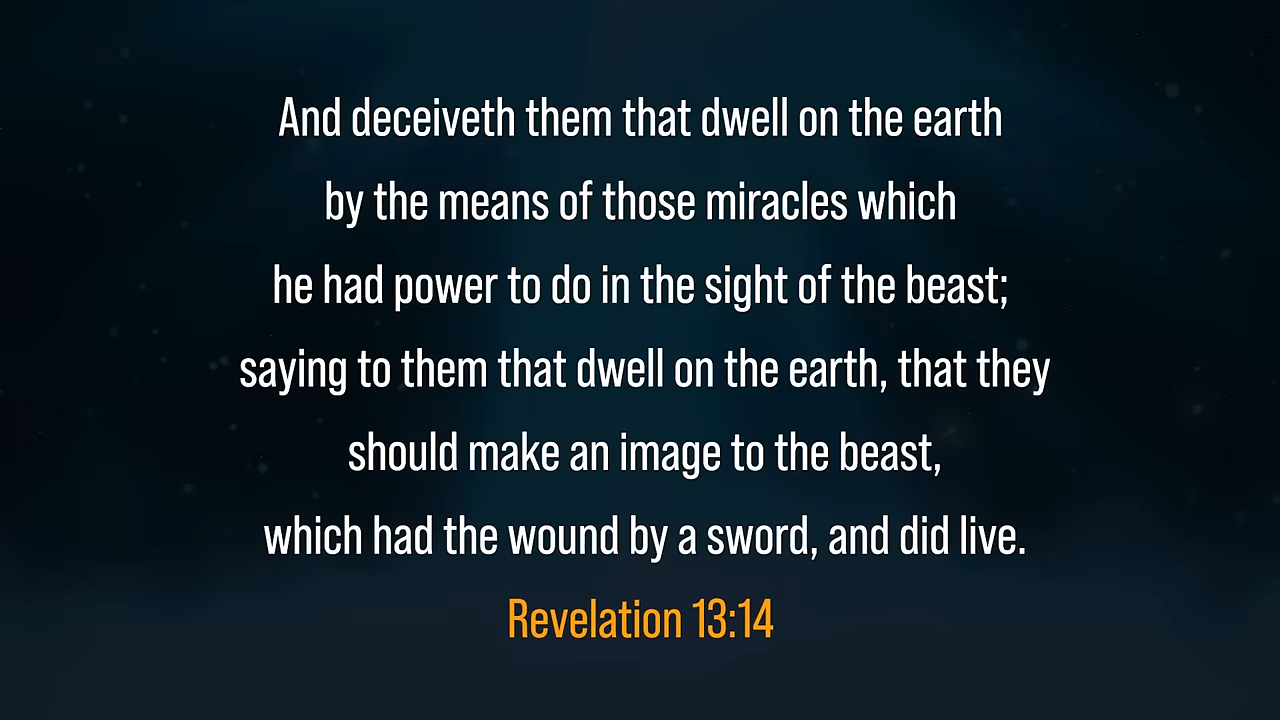 And deceiveth them that dwell on the earth
by the means of those miracles which
he had power to do in the sight of the beast;
saying to them that dwell on the earth, that they
should make an image to the beast,
which had the wound by a sword, and did live.
Revelation 13:14